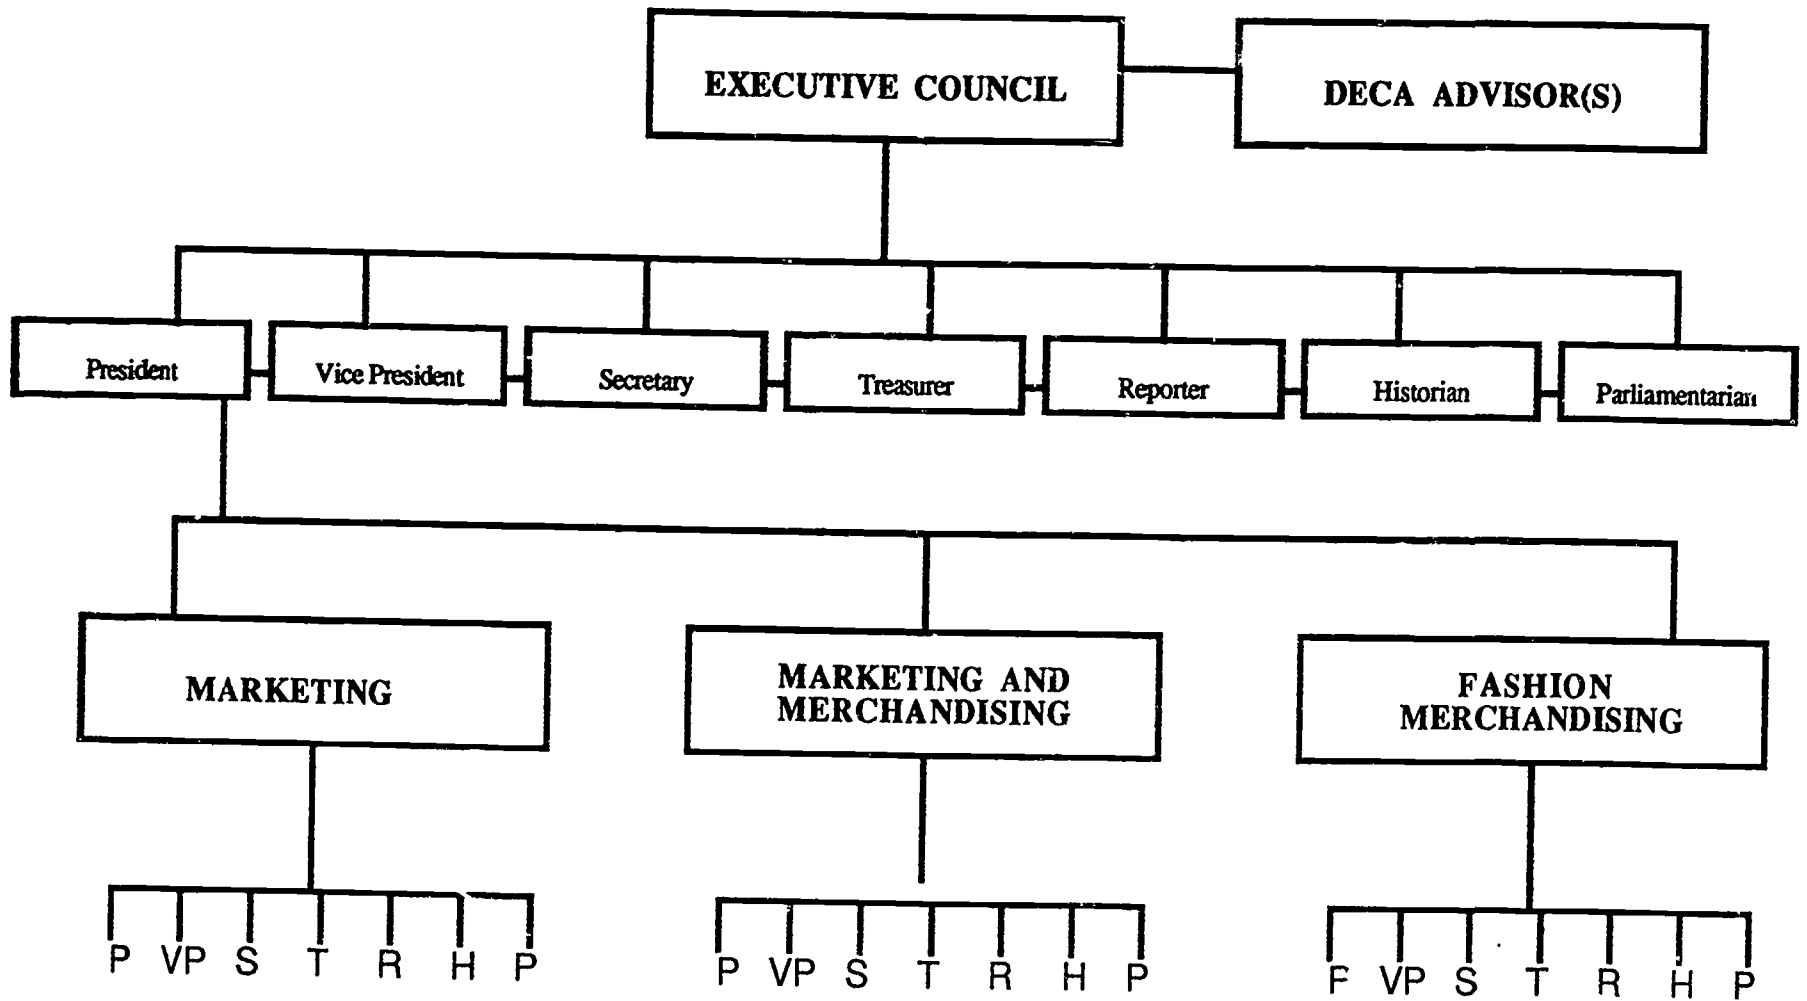 EXECUTIVE COUNCIL
DECA ADVISOR(S)
President
Vice President
Secretary
Treasurer
Reporter
Historian
Parliamentarian
MARKETING
MARKETING AND
MERCHANDISING
FASHION
MERCHANDISING
P VP S T R H P
P VP S T R H P
F VP S T R H P